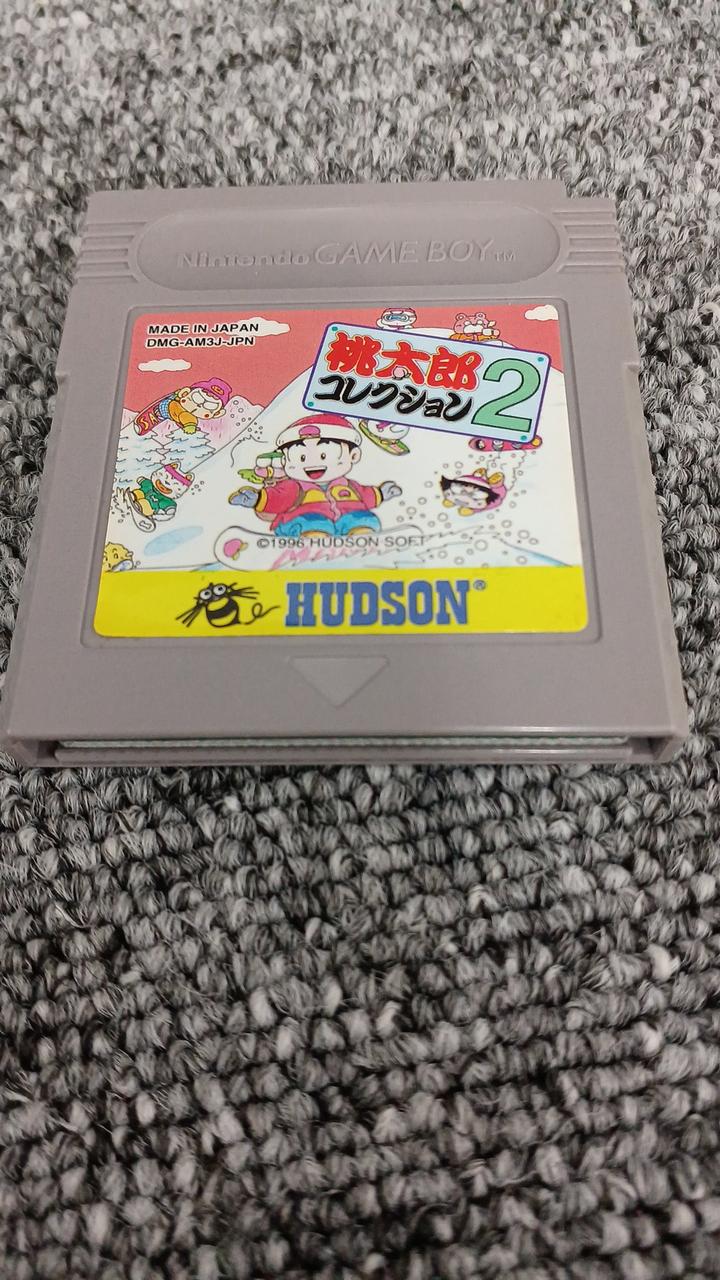 Nintendo GAME BOY™
MADE IN JAPAN
DMG-AM3J-JPN
桃太郎
コレクション2
©1996 HUDSON SOFT
HUDSON®